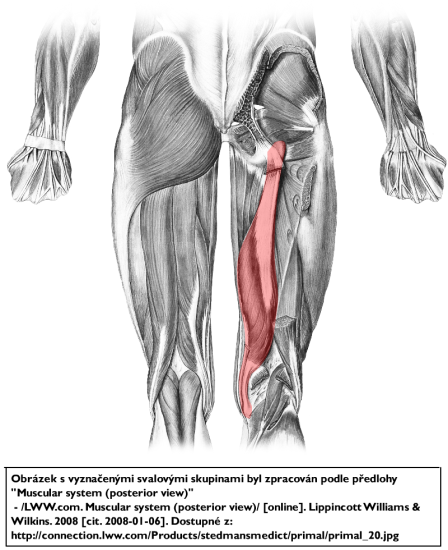 Obrázek s vyznačenými svalovými skupinami byl zpracován podle předlohy
"Muscular system (posterior view)"
- /LWW.com. Muscular system (posterior view)/ [online]. Lippincott Williams &
Wilkins. 2008 [cit. 2008-01-06]. Dostupné z:
http://connection.lww.com/Products/stedmansmedict/primal/primal_20.jpg